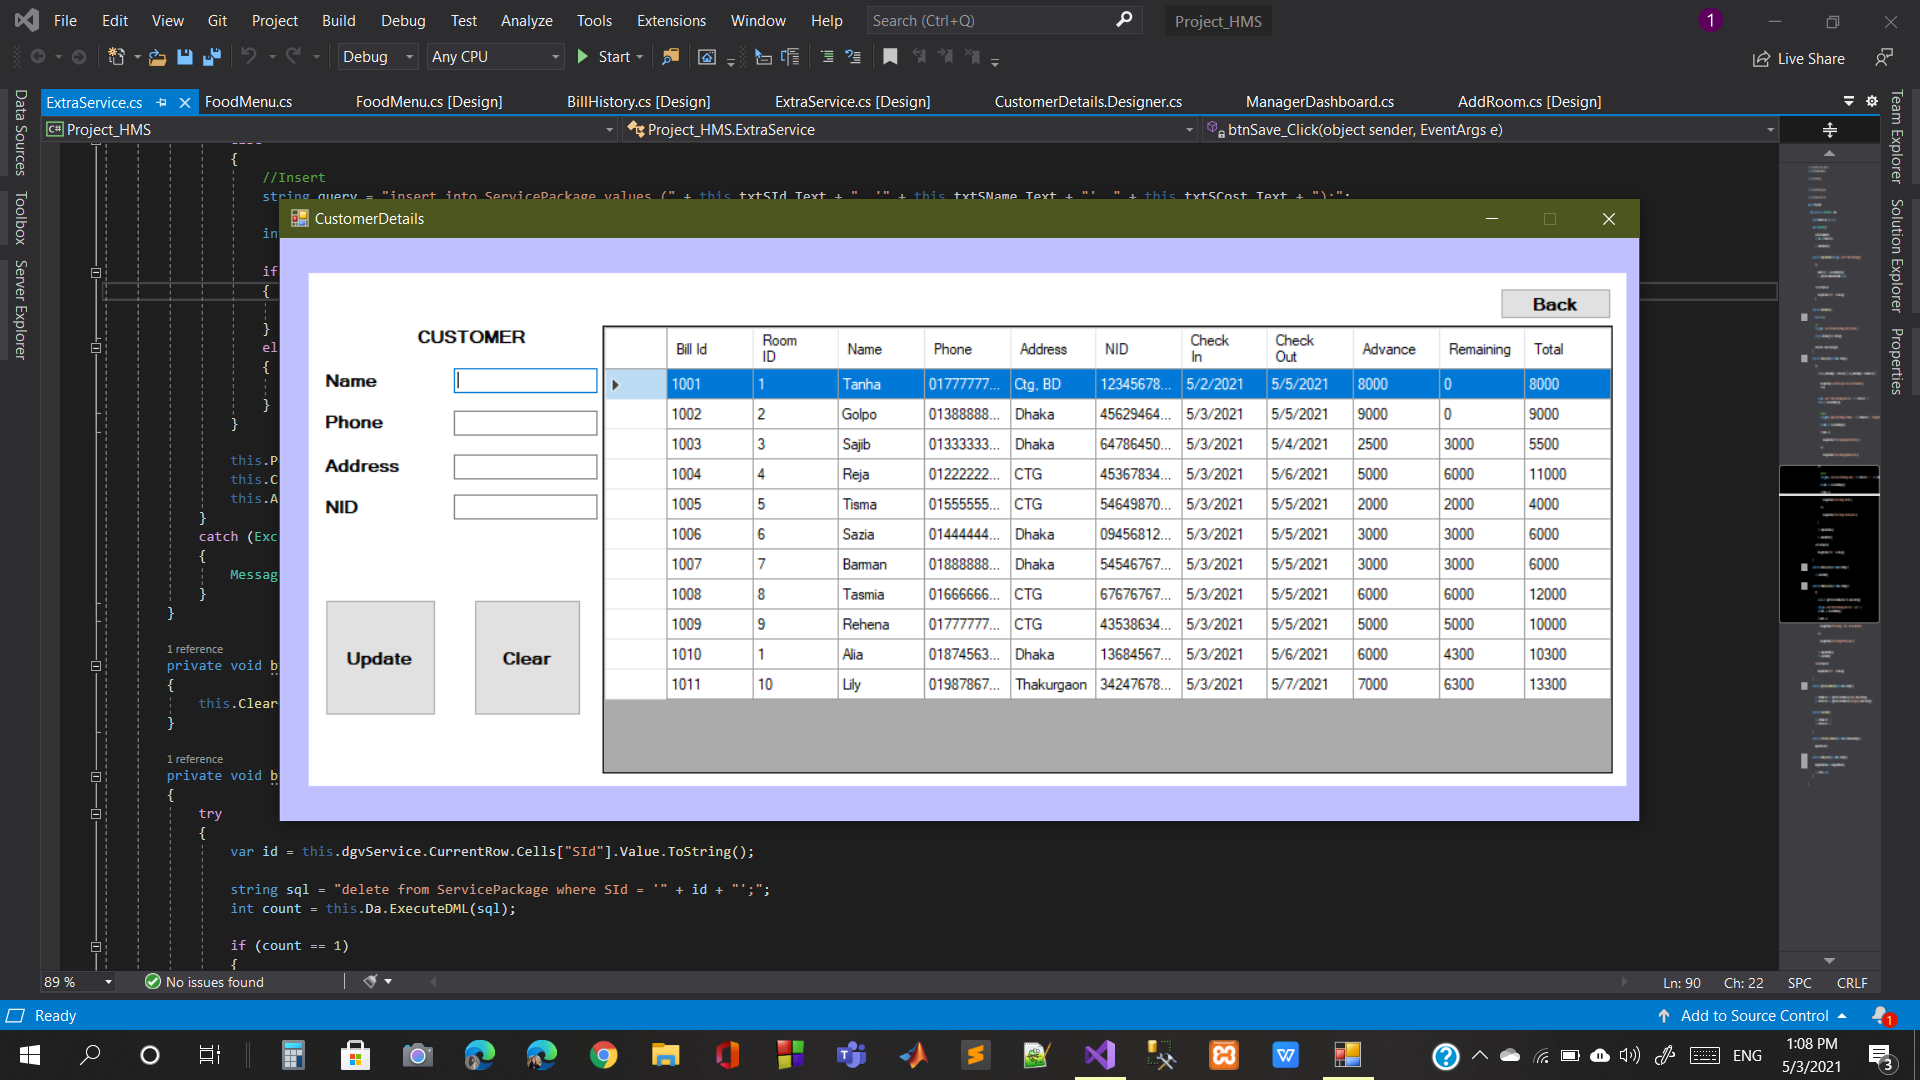 File Edit View Git Project Build Debug Test Analyze Tools Extensions Window Help Search (Ctrl+Q) Project_HMS 1
Debug Any CPU Start Live Share
ExtraService.cs FoodMenu.cs FoodMenu.cs [Design] BillHistory.cs [Design] ExtraService.cs [Design] CustomerDetails.Designer.cs ManagerDashboard.cs AddRoom.cs [Design]
C# Project_HMS Project_HMS.ExtraService btnSave_Click(object sender, EventArgs e)
Data Sources
Toolbox
Server Explorer
Team Explorer
Solution Explorer
Properties
{
//Insert
string query = "insert into ServicePackage values (" + this.txtSId.Text + ", '" + this.txtSName.Text + "', " + this.txtSCost.Text + ");";
in
if
{
}
el
{
}
}
this.P
this.C
this.A
}
catch (Exc
{
Messag
}
}
1 reference
private void b
{
this.Clear
}
1 reference
private void b
{
try
{
var id = this.dgvService.CurrentRow.Cells["SId"].Value.ToString();
string sql = "delete from ServicePackage where SId = '" + id + "';";
int count = this.Da.ExecuteDML(sql);
if (count == 1)
{
CustomerDetails
Back
CUSTOMER
Name
Phone
Address
NID
Update Clear
Bill Id Room ID Name Phone Address NID Check In Check Out Advance Remaining Total
1001 1 Tanha 01777777... Ctg, BD 12345678... 5/2/2021 5/5/2021 8000 0 8000
1002 2 Golpo 01388888... Dhaka 45629464... 5/3/2021 5/5/2021 9000 0 9000
1003 3 Sajib 01333333... Dhaka 64786450... 5/3/2021 5/4/2021 2500 3000 5500
1004 4 Reja 01222222... CTG 45367834... 5/3/2021 5/6/2021 5000 6000 11000
1005 5 Tisma 01555555... CTG 54649870... 5/3/2021 5/5/2021 2000 2000 4000
1006 6 Sazia 01444444... Dhaka 09456812... 5/3/2021 5/5/2021 3000 3000 6000
1007 7 Barman 01888888... Dhaka 54546767... 5/3/2021 5/5/2021 3000 3000 6000
1008 8 Tasmia 01666666... CTG 67676767... 5/3/2021 5/5/2021 6000 6000 12000
1009 9 Rehena 01777777... CTG 43538634... 5/3/2021 5/5/2021 5000 5000 10000
1010 1 Alia 01874563... Dhaka 13684567... 5/3/2021 5/6/2021 6000 4300 10300
1011 10 Lily 01987867... Thakurgaon 34247678... 5/3/2021 5/7/2021 7000 6300 13300
89 % No issues found Ln: 90 Ch: 22 SPC CRLF
Ready Add to Source Control 1
ENG 1:08 PM
5/3/2021 3